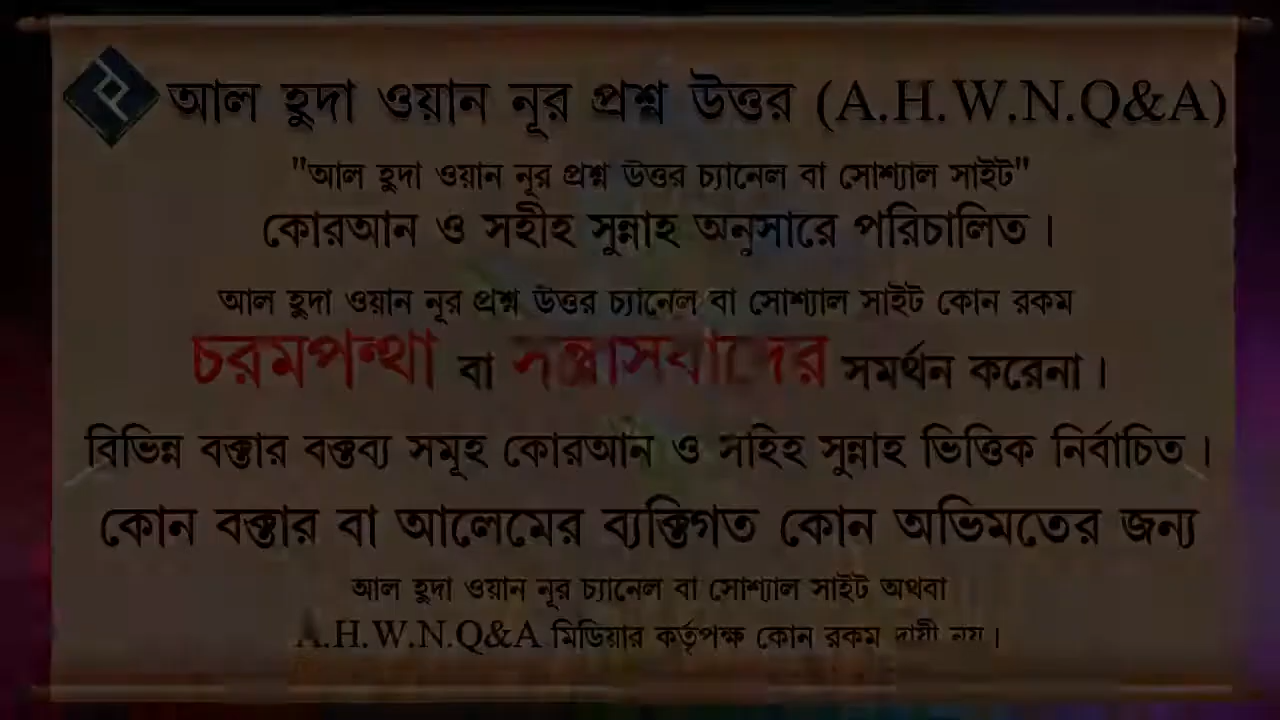 আল হুদা ওয়ান নূর প্রশ্ন উত্তর (A.H.W.N.Q&A)
"আল হুদা ওয়ান নূর প্রশ্ন উত্তর চ্যানেল বা সোশ্যাল সাইট"
কোরআন ও সহীহ সুন্নাহ অনুসারে পরিচালিত।
আল হুদা ওয়ান নূর প্রশ্ন উত্তর চ্যানেল বা সোশ্যাল সাইট কোন রকম
চরমপন্থা বা সন্ত্রাসবাদের সমর্থন করেনা।
বিভিন্ন বক্তার বক্তব্য সমূহ কোরআন ও সাহিহ সুন্নাহ ভিত্তিক নির্বাচিত।
কোন বক্তার বা আলেমের ব্যক্তিগত কোন অভিমতের জন্য
আল হুদা ওয়ান নূর চ্যানেল বা সোশ্যাল সাইট অথবা
A.H.W.N.Q&A মিডিয়ার কর্তৃপক্ষ কোন রকম দায়ী নয়।